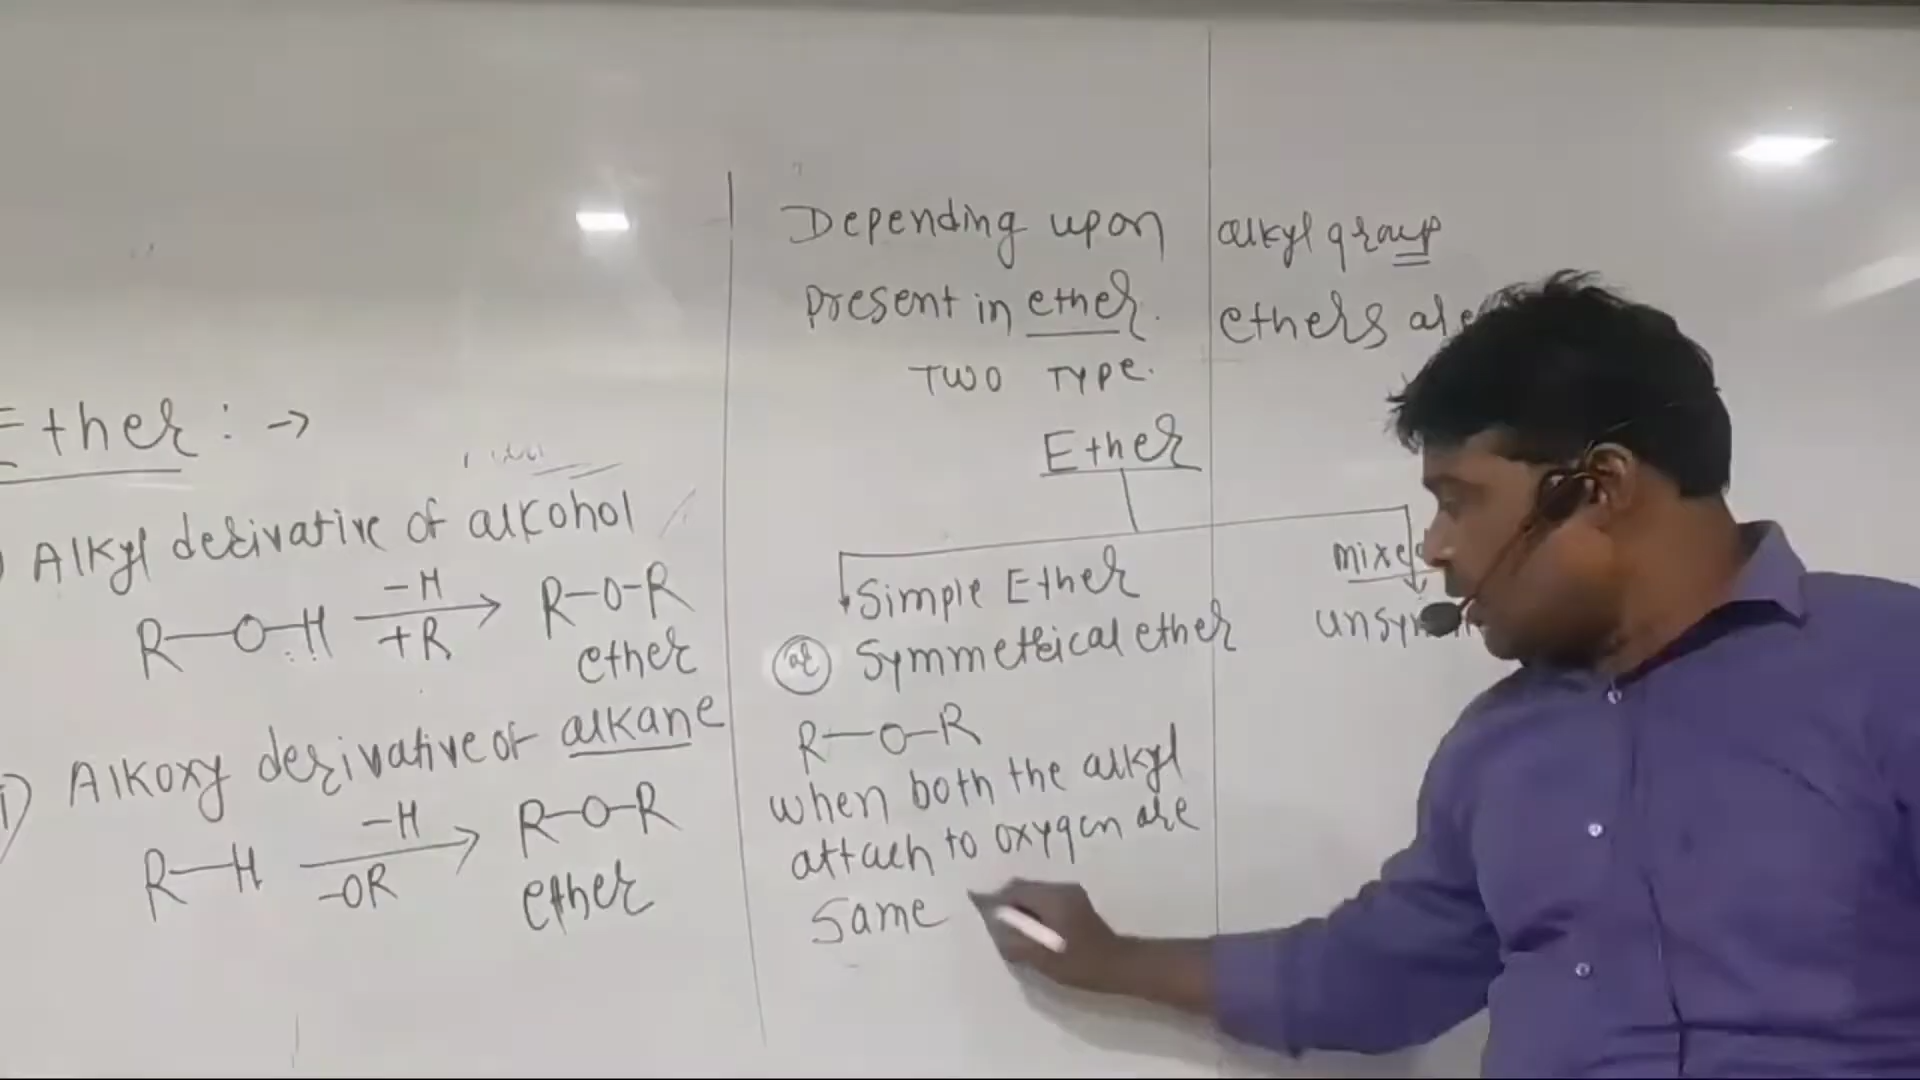 Ether : →
Alkyl derivative of alcohol
R-O-H -H +R → R-O-R
ether
Alkoxy derivative of alkane
R-H -H -OR → R-O-R
ether
Depending upon alkyl group
present in ether. ethers are
TWO TYPE.
Ether
Simple Ether
or Symmetrical ether
R-O-R
when both the alkyl
attach to oxygen are
Same
mixed
unsym